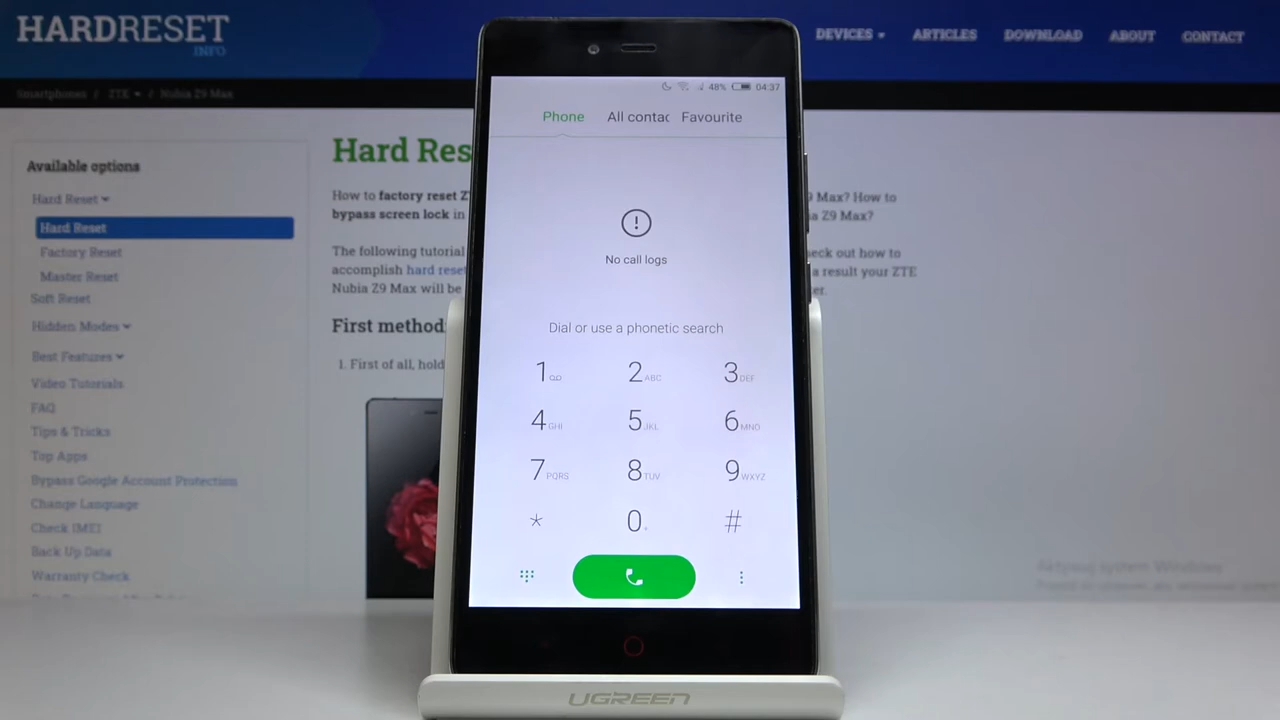 HARDRESET
INFO
DEVICES
ARTICLES
DOWNLOAD
ABOUT
CONTACT
Smartphones / ZTE / Nubia Z9 Max
Available options
Hard Reset
Hard Reset
Factory Reset
Master Reset
Soft Reset
Hidden Modes
Best Features
Video Tutorials
FAQ
Tips & Tricks
Top Apps
Bypass Google Account Protection
Change Language
Check IMEI
Back Up Data
Warranty Check
Hard Res
How to factory reset Z
bypass screen lock in
The following tutorial
accomplish hard reset
Nubia Z9 Max will be
First method:
1. First of all, hold
9 Max? How to
a Z9 Max?
eck out how to
a result your ZTE
er.
48% 04:37
Phone All contac Favourite
No call logs
Dial or use a phonetic search
1
2 ABC
3 DEF
4 GHI
5 JKL
6 MNO
7 PQRS
8 TUV
9 WXYZ
*
0
#
UGREEN